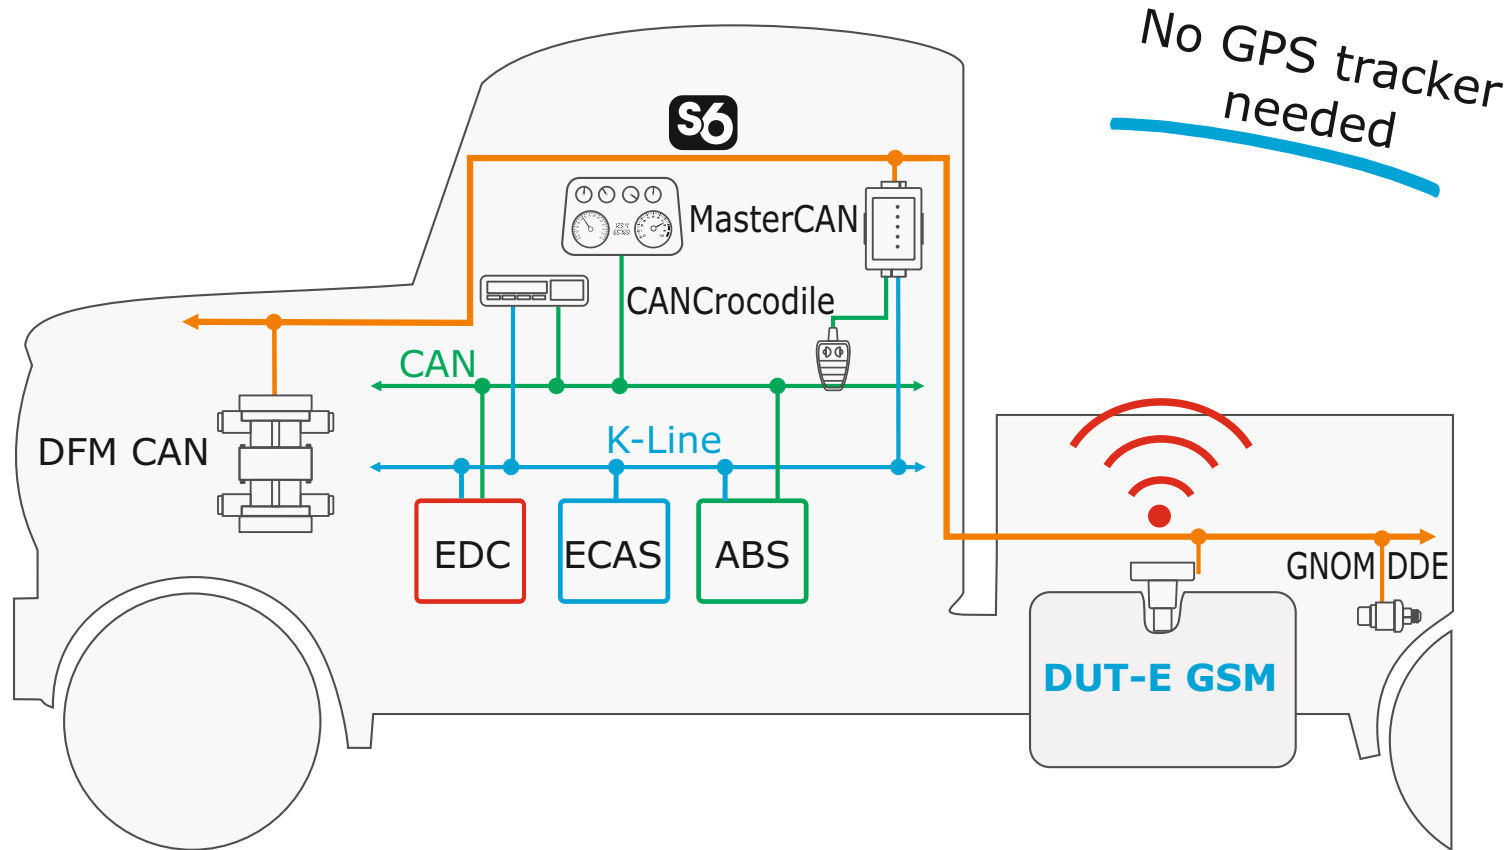 No GPS tracker
needed
S6
MasterCAN
CANCrocodile
CAN
DFM CAN
K-Line
EDC
ECAS
ABS
GNOM DDE
DUT-E GSM